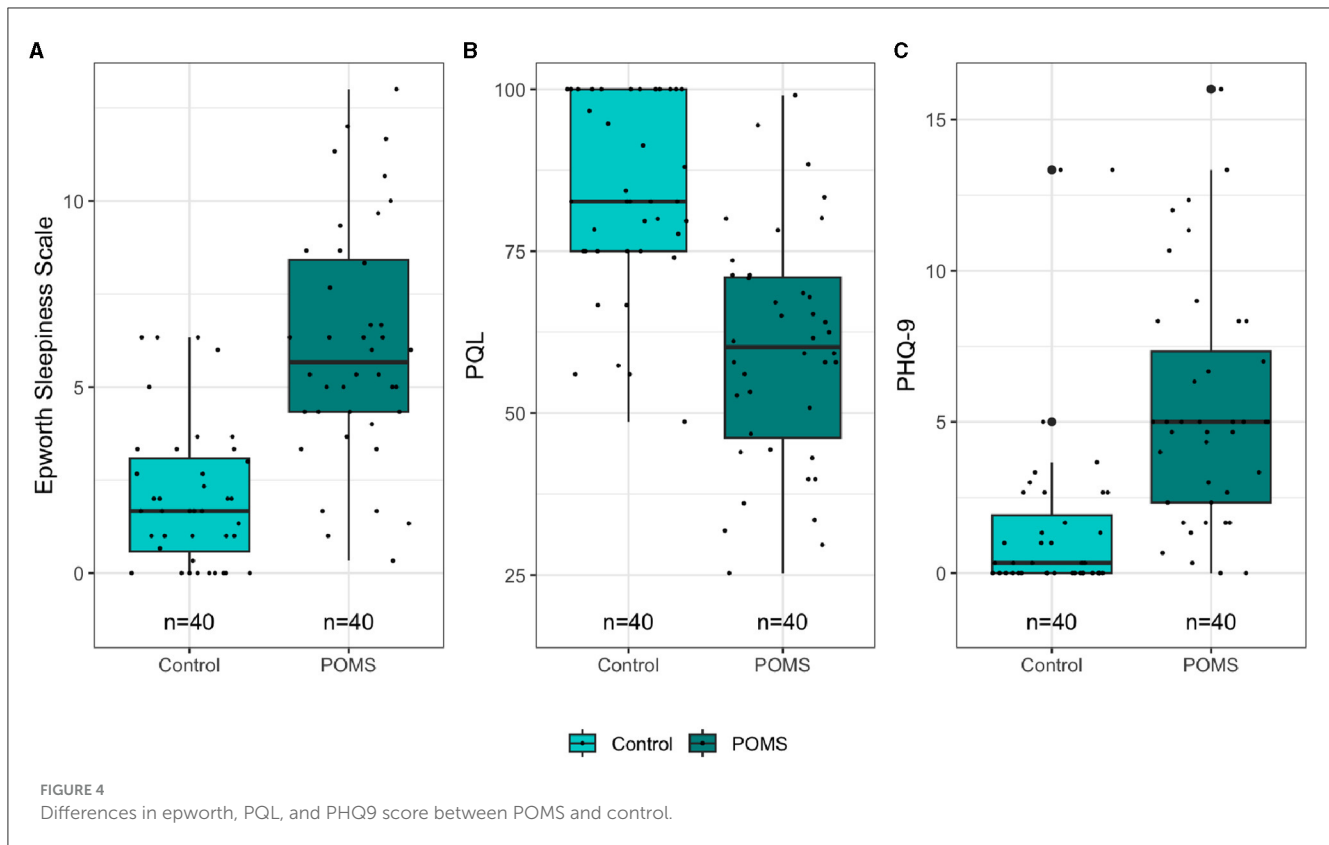 A
B
C
Epworth Sleepiness Scale
10
5
0
n=40
n=40
Control
POMS
PQL
100
75
50
25
n=40
n=40
Control
POMS
PHQ-9
15
10
5
0
n=40
n=40
Control
POMS
Control
POMS
FIGURE 4
Differences in epworth, PQL, and PHQ9 score between POMS and control.